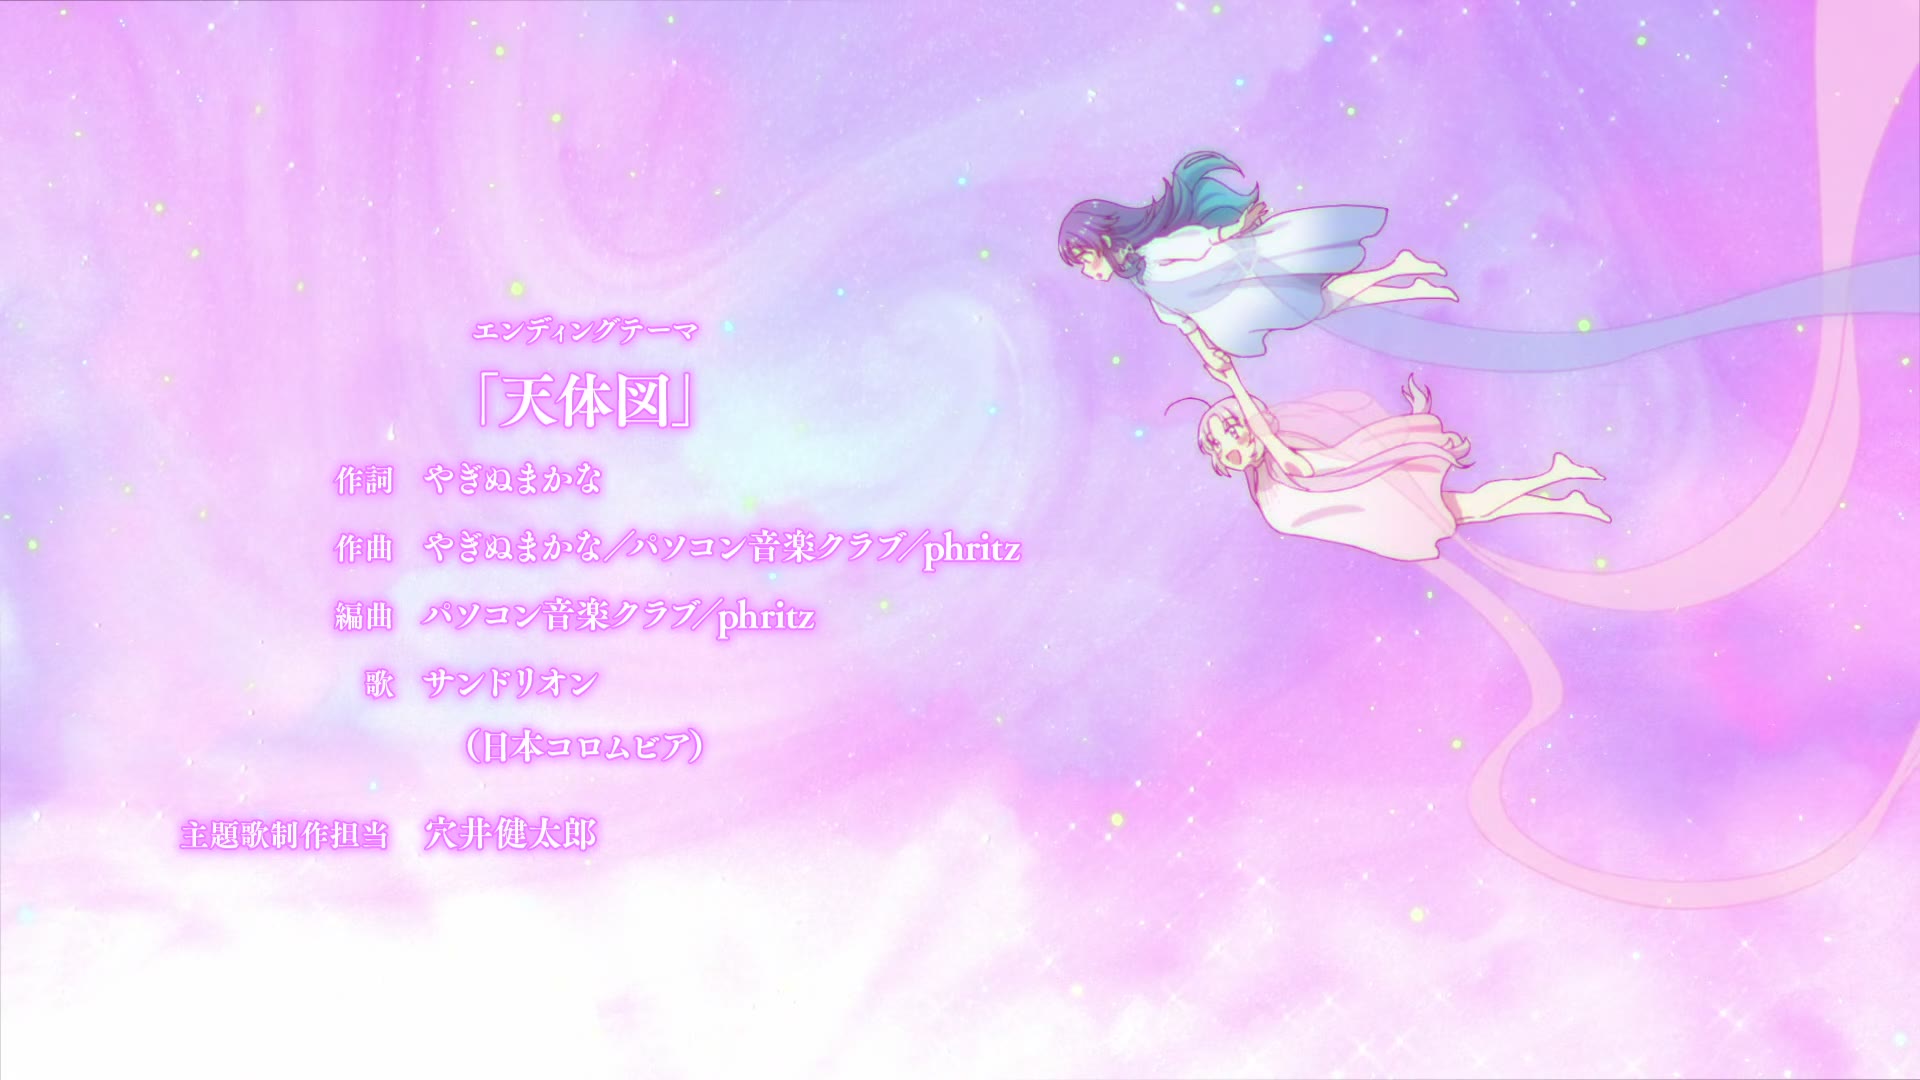 エンディングテーマ
「天体図」
作詞 やぎぬまかな
作曲 やぎぬまかな／パソコン音楽クラブ／phritz
編曲 パソコン音楽クラブ／phritz
歌 サンドリオン
（日本コロムビア）
主題歌制作担当 穴井健太郎